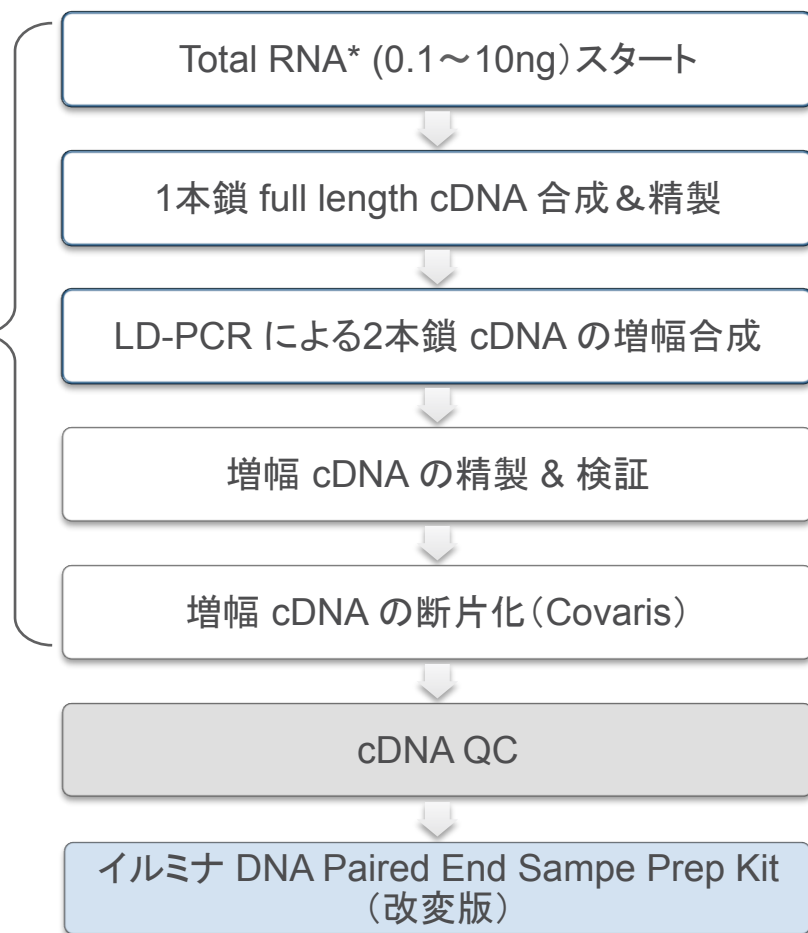 Total RNA* (0.1～10ng)スタート
1本鎖 full length cDNA 合成＆精製
LD-PCR による2本鎖 cDNA の増幅合成
増幅 cDNA の精製 & 検証
増幅 cDNA の断片化（Covaris）
cDNA QC
イルミナ DNA Paired End Sampe Prep Kit
（改変版）